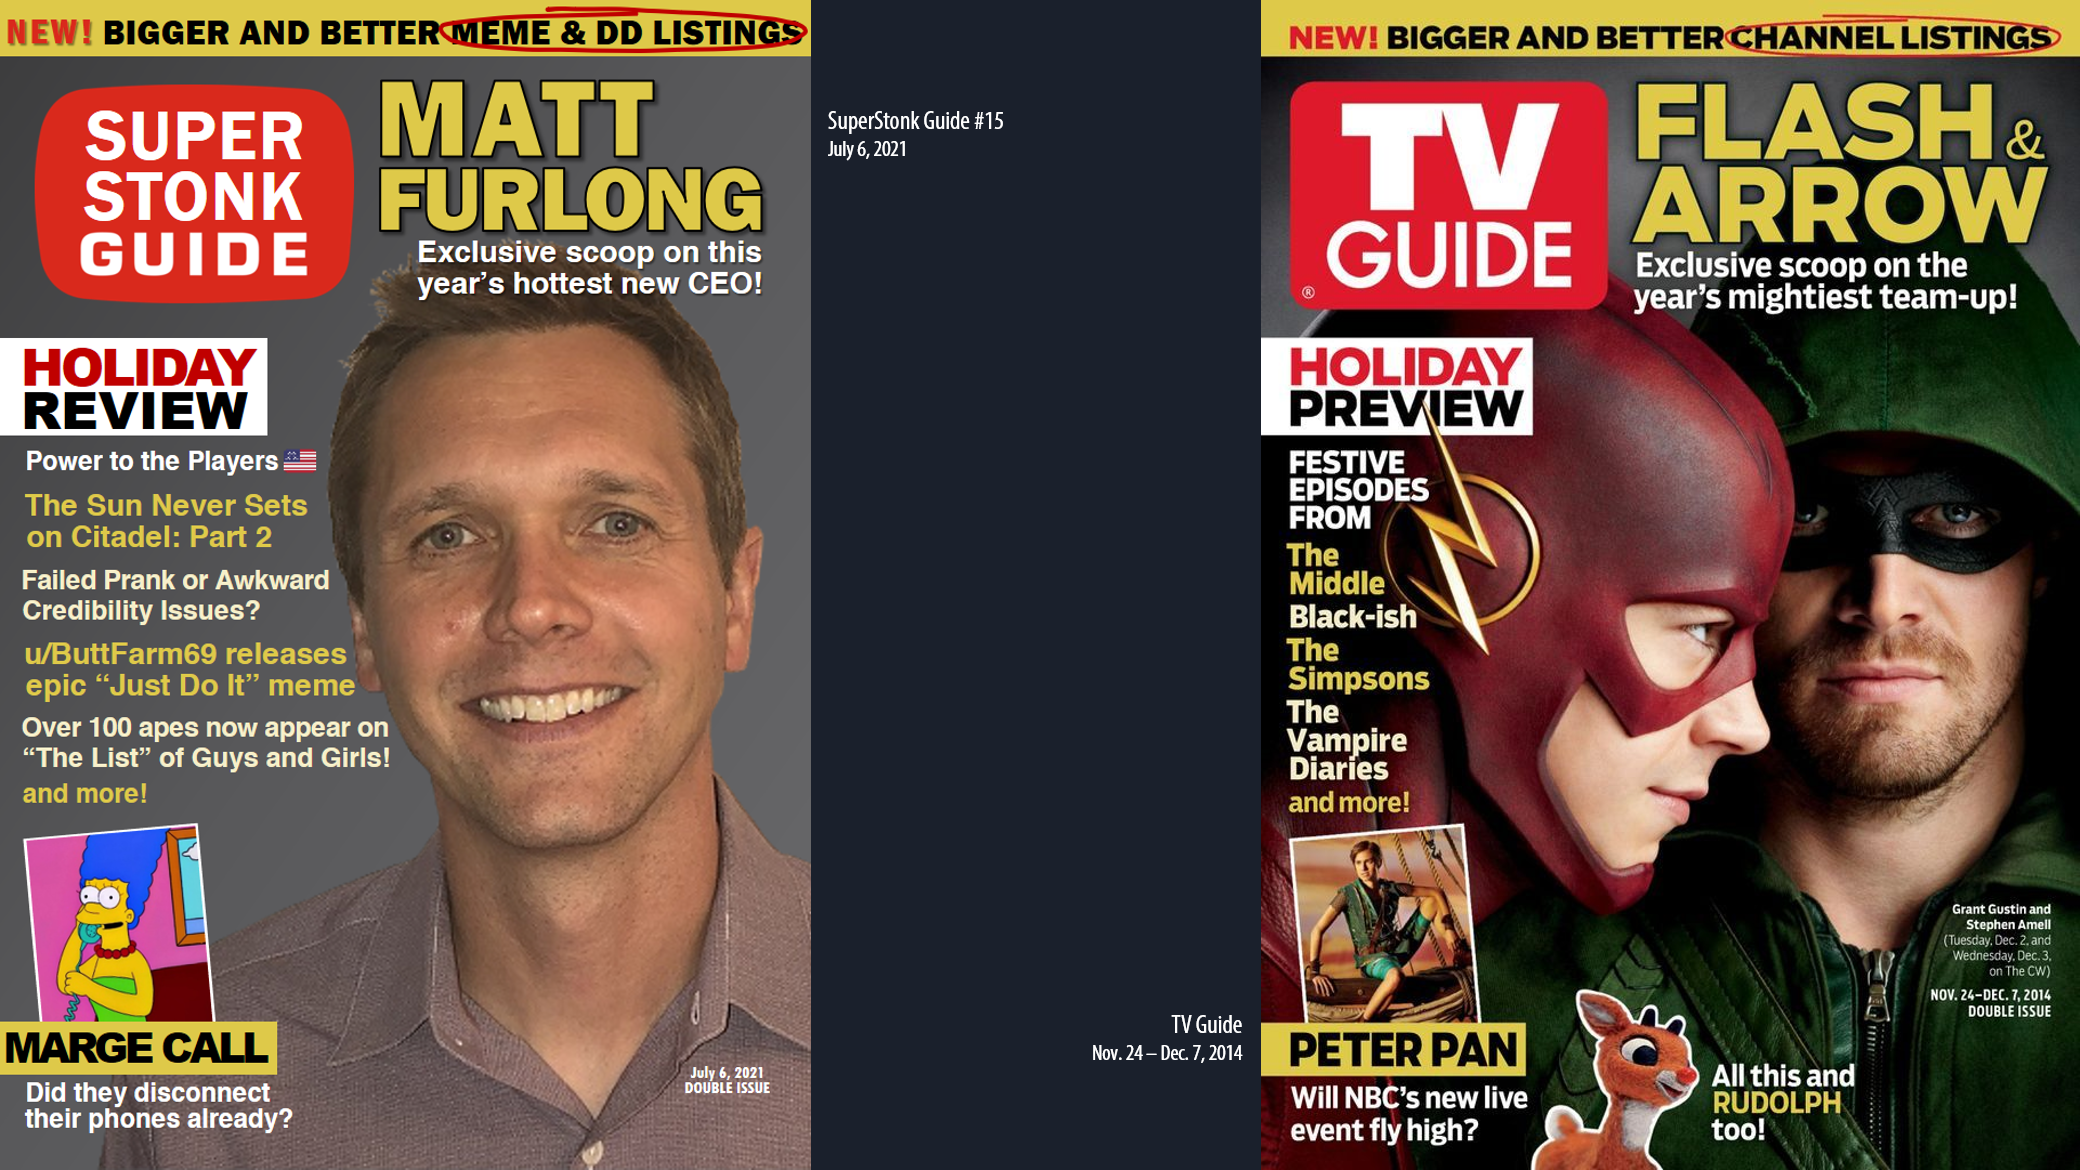 NEW! BIGGER AND BETTER MEME & DD LISTINGS
SUPER
STONK
GUIDE
MATT
FURLONG
Exclusive scoop on this
year's hottest new CEO!
HOLIDAY
REVIEW
Power to the Players
The Sun Never Sets
on Citadel: Part 2
Failed Prank or Awkward
Credibility Issues?
u/ButtFarm69 releases
epic “Just Do It” meme
Over 100 apes now appear on
“The List” of Guys and Girls!
and more!
MARGE CALL
Did they disconnect
their phones already?
July 6, 2021
DOUBLE ISSUE
SuperStonk Guide #15
July 6, 2021
TV Guide
Nov. 24 – Dec. 7, 2014
NEW! BIGGER AND BETTER CHANNEL LISTINGS
TV
GUIDE
®
FLASH &
ARROW
Exclusive scoop on the
year's mightiest team-up!
HOLIDAY
PREVIEW
FESTIVE
EPISODES
FROM
The
Middle
Black-ish
The
Simpsons
The
Vampire
Diaries
and more!
PETER PAN
Will NBC's new live
event fly high?
All this and
RUDOLPH
too!
Grant Gustin and
Stephen Amell
(Tuesday, Dec. 2, and
Wednesday, Dec. 3,
on The CW)
NOV. 24–DEC. 7, 2014
DOUBLE ISSUE